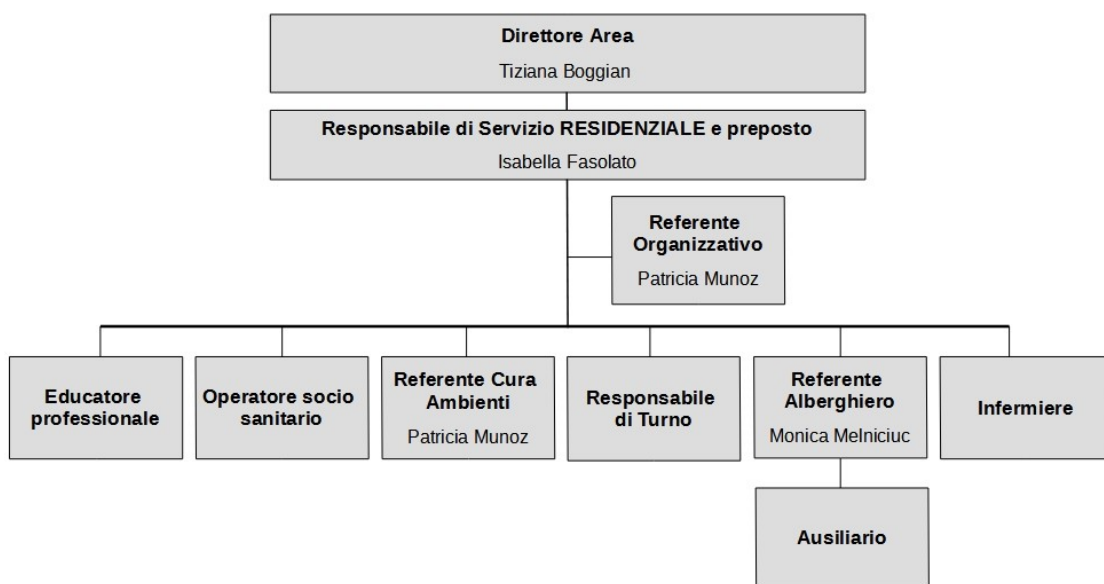 Direttore Area
Tiziana Boggian
Responsabile di Servizio RESIDENZIALE e preposto
Isabella Fasolato
Referente
Organizzativo
Patricia Munoz
Educatore
professionale
Operatore socio
sanitario
Referente Cura
Ambienti
Patricia Munoz
Responsabile
di Turno
Referente
Alberghiero
Monica Melniciuc
Infermiere
Ausiliario